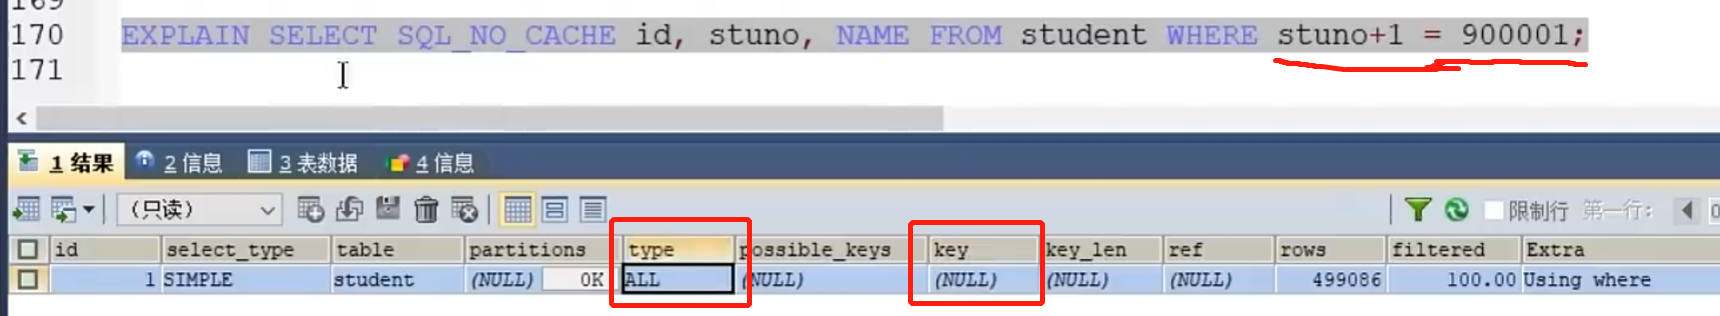 169
170 EXPLAIN SELECT SQL_NO_CACHE id, stuno, NAME FROM student WHERE stuno+1 = 900001;
171
1 结果 2 信息 3 表数据 4 信息
(只读) 限制行 第一行:
id select_type table partitions type possible_keys key key_len ref rows filtered Extra
1 SIMPLE student (NULL) 0K ALL (NULL) (NULL) (NULL) (NULL) 499086 100.00 Using where